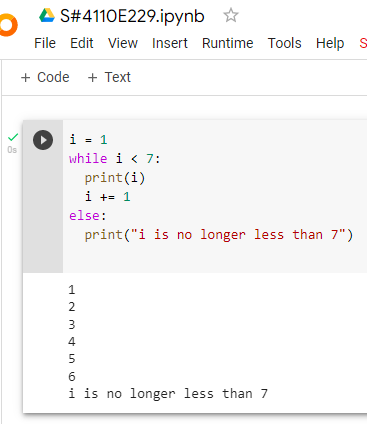 S#4110E229.ipynb
File Edit View Insert Runtime Tools Help
+ Code + Text
0s
i = 1
while i < 7:
  print(i)
  i += 1
else:
  print("i is no longer less than 7")
1
2
3
4
5
6
i is no longer less than 7